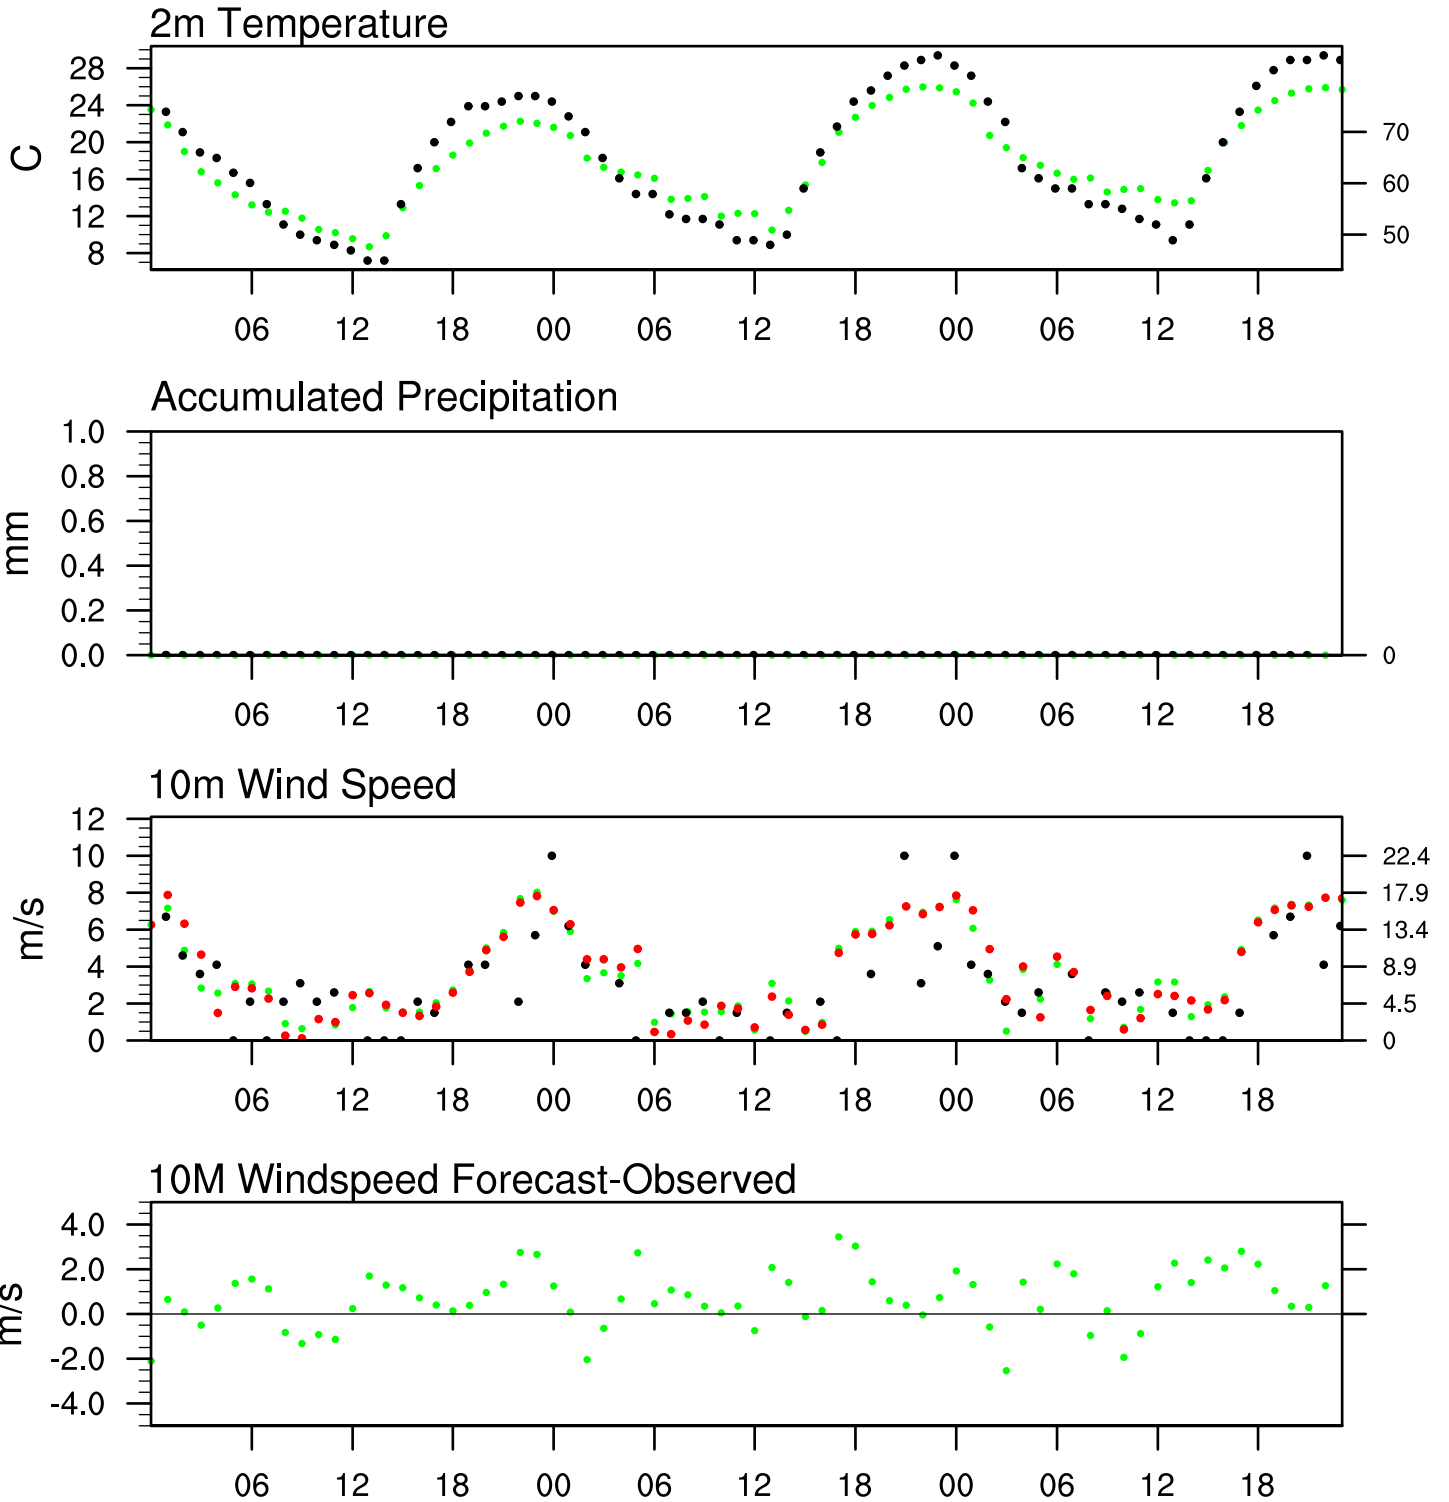 2m Temperature
28
24
20
16
12
8
C
70
60
50
06 12 18 00 06 12 18 00 06 12 18
Accumulated Precipitation
1.0
0.8
0.6
0.4
0.2
0.0
mm
0
06 12 18 00 06 12 18 00 06 12 18
10m Wind Speed
12
10
8
6
4
2
0
m/s
22.4
17.9
13.4
8.9
4.5
0
06 12 18 00 06 12 18 00 06 12 18
10M Windspeed Forecast-Observed
4.0
2.0
0.0
-2.0
-4.0
m/s
06 12 18 00 06 12 18 00 06 12 18